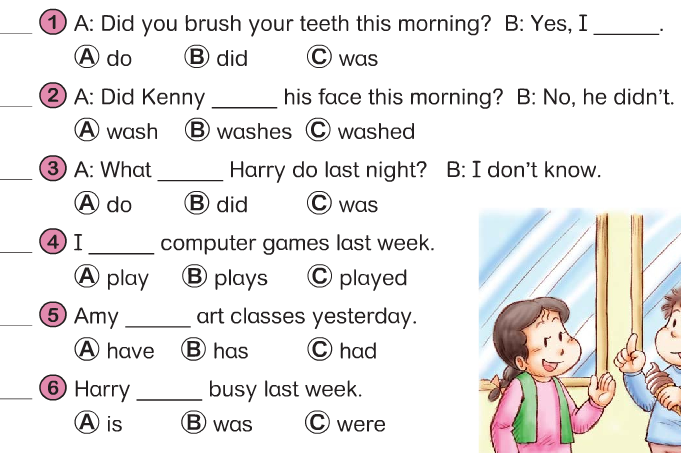 ___ ① A: Did you brush your teeth this morning? B: Yes, I ______.
Ⓐ do Ⓑ did Ⓒ was
___ ② A: Did Kenny ______ his face this morning? B: No, he didn't.
Ⓐ wash Ⓑ washes Ⓒ washed
___ ③ A: What ______ Harry do last night? B: I don't know.
Ⓐ do Ⓑ did Ⓒ was
___ ④ I ______ computer games last week.
Ⓐ play Ⓑ plays Ⓒ played
___ ⑤ Amy ______ art classes yesterday.
Ⓐ have Ⓑ has Ⓒ had
___ ⑥ Harry ______ busy last week.
Ⓐ is Ⓑ was Ⓒ were